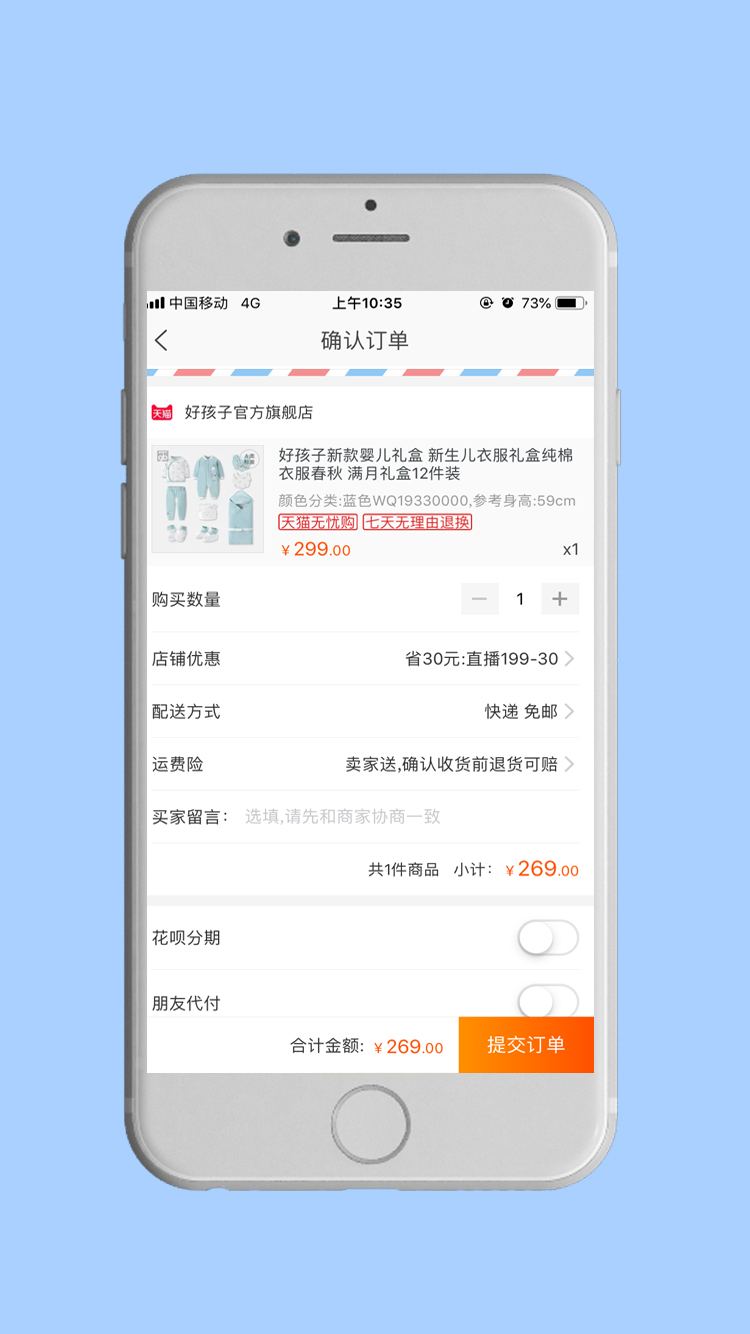 中国移动 4G 上午10:35 73%
确认订单
天猫 好孩子官方旗舰店
好孩子新款婴儿礼盒 新生儿衣服礼盒纯棉
衣服春秋 满月礼盒12件装
颜色分类:蓝色WQ19330000,参考身高:59cm
天猫无忧购 七天无理由退换
¥299.00 x1
购买数量 1
店铺优惠 省30元:直播199-30
配送方式 快递 免邮
运费险 卖家送,确认收货前退货可赔
买家留言: 选填,请先和商家协商一致
共1件商品 小计: ¥269.00
花呗分期
朋友代付
合计金额: ¥269.00 提交订单